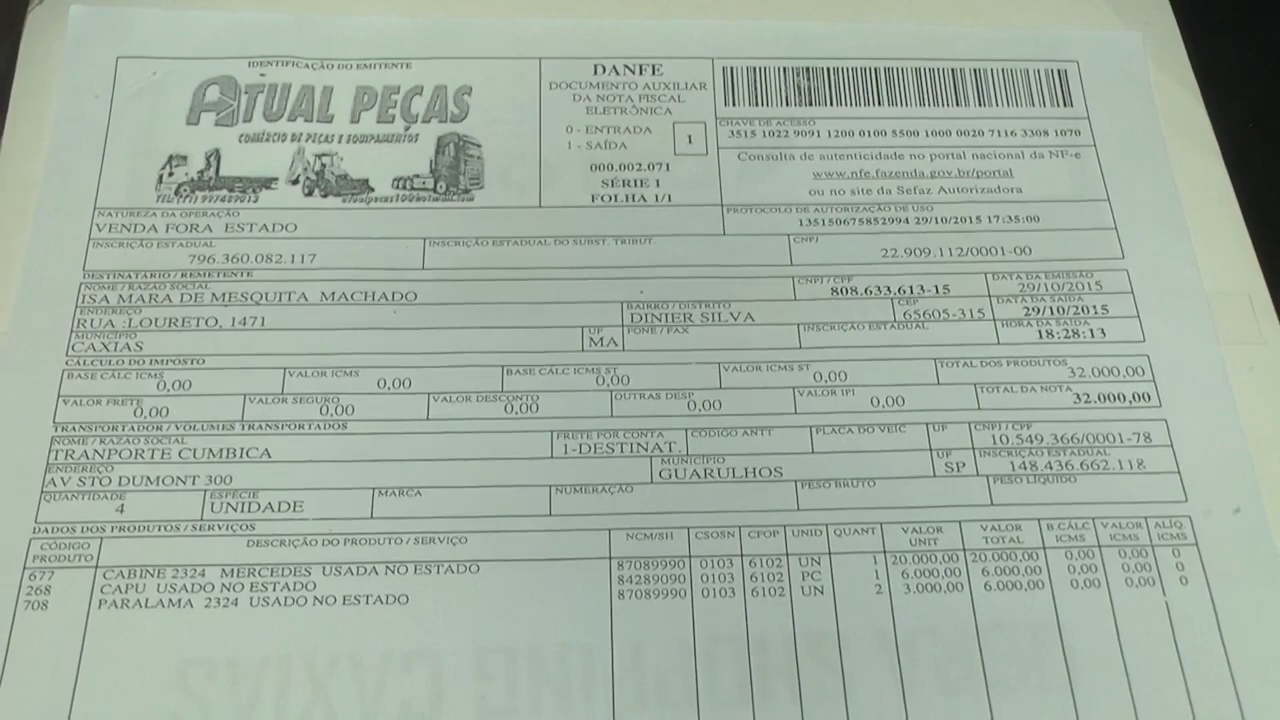 IDENTIFICAÇÃO DO EMITENTE
ATUAL PEÇAS
COMÉRCIO DE PEÇAS E EQUIPAMENTOS
DANFE
DOCUMENTO AUXILIAR
DA NOTA FISCAL
ELETRÔNICA
0 - ENTRADA
1 - SAÍDA
1
000.002.071
SÉRIE 1
FOLHA 1/1
CHAVE DE ACESSO
3515 1022 9091 1200 0100 5500 1000 0020 7116 3308 1070
Consulta de autenticidade no portal nacional da NF-e
www.nfe.fazenda.gov.br/portal
ou no site da Sefaz Autorizadora
NATUREZA DA OPERAÇÃO
VENDA FORA ESTADO
PROTOCOLO DE AUTORIZAÇÃO DE USO
135150675852994 29/10/2015 17:35:00
INSCRIÇÃO ESTADUAL
796.360.082.117
INSCRIÇÃO ESTADUAL DO SUBST. TRIBUT.
CNPJ
22.909.112/0001-00
DESTINATÁRIO / REMETENTE
NOME / RAZÃO SOCIAL
ISA MARA DE MESQUITA MACHADO
CNPJ / CPF
808.633.613-15
DATA DA EMISSÃO
29/10/2015
ENDEREÇO
RUA :LOURETO, 1471
BAIRRO / DISTRITO
DINIER SILVA
CEP
65605-315
DATA DA SAÍDA
29/10/2015
MUNICÍPIO
CAXIAS
UF
MA
FONE / FAX
INSCRIÇÃO ESTADUAL
HORA DA SAÍDA
18:28:13
CÁLCULO DO IMPOSTO
BASE CÁLC ICMS
0,00
VALOR ICMS
0,00
BASE CÁLC ICMS ST
0,00
VALOR ICMS ST
0,00
TOTAL DOS PRODUTOS
32.000,00
VALOR FRETE
0,00
VALOR SEGURO
0,00
VALOR DESCONTO
0,00
OUTRAS DESP
0,00
VALOR IPI
0,00
TOTAL DA NOTA
32.000,00
TRANSPORTADOR / VOLUMES TRANSPORTADOS
NOME / RAZÃO SOCIAL
TRANPORTE CUMBICA
FRETE POR CONTA
1-DESTINAT.
CÓDIGO ANTT
PLACA DO VEÍC
UF
CNPJ / CPF
10.549.366/0001-78
ENDEREÇO
AV STO DUMONT 300
MUNICÍPIO
GUARULHOS
UF
SP
INSCRIÇÃO ESTADUAL
148.436.662.118
QUANTIDADE
4
ESPÉCIE
UNIDADE
MARCA
NUMERAÇÃO
PESO BRUTO
PESO LÍQUIDO
DADOS DOS PRODUTOS / SERVIÇOS
CÓDIGO PRODUTO DESCRIÇÃO DO PRODUTO / SERVIÇO NCM/SH CSOSN CFOP UNID QUANT VALOR UNIT VALOR TOTAL B.CÁLC ICMS VALOR ICMS ALÍQ. ICMS
677 CABINE 2324 MERCEDES USADA NO ESTADO 87089990 0103 6102 UN 1 20.000,00 20.000,00 0,00 0,00 0
268 CAPU USADO NO ESTADO 84289090 0103 6102 PC 1 6.000,00 6.000,00 0,00 0,00 0
708 PARALAMA 2324 USADO NO ESTADO 87089990 0103 6102 UN 2 3.000,00 6.000,00 0,00 0,00 0